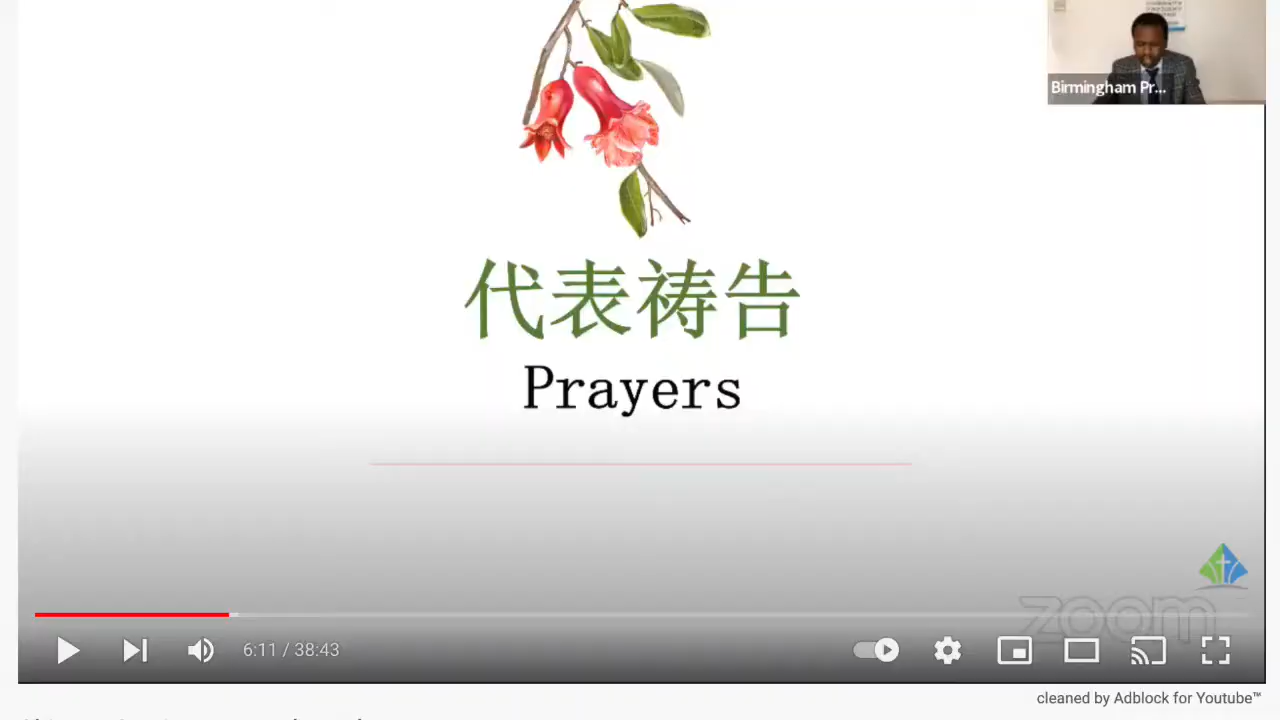 Birmingham Pr...
代表祷告
Prayers
zoom
6:11 / 38:43
cleaned by Adblock for Youtube™